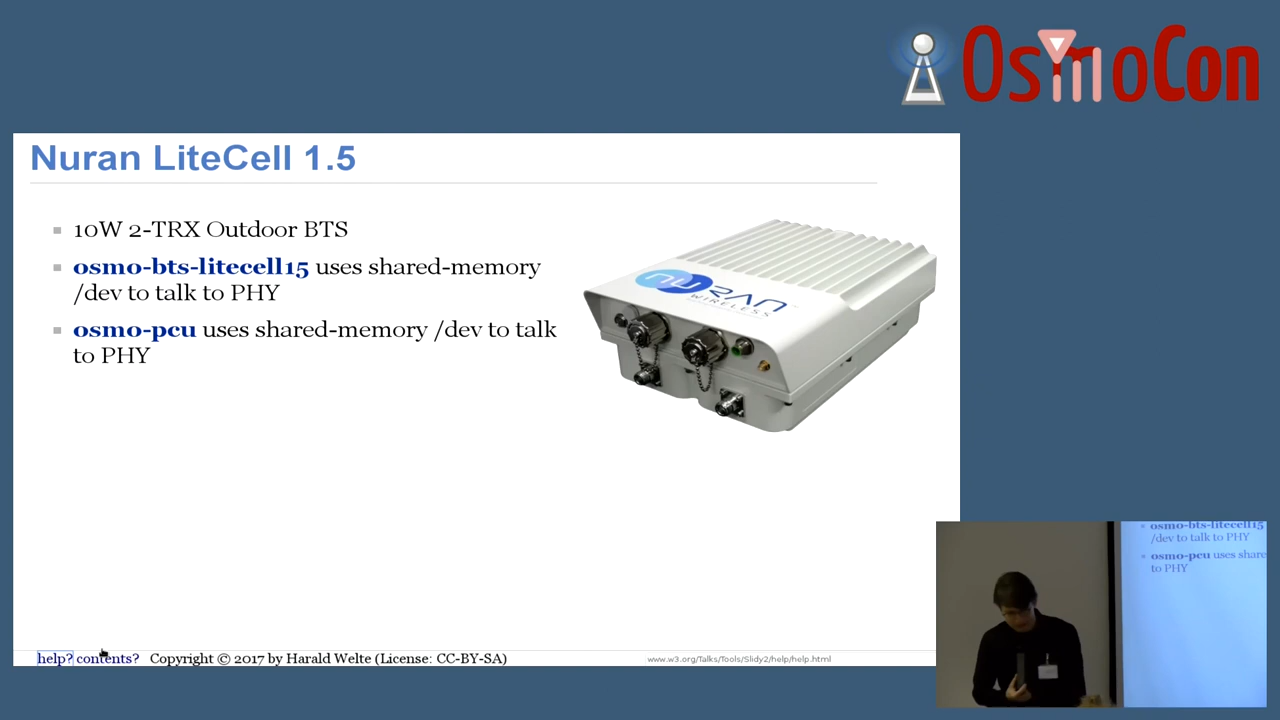 OsmoCon
Nuran LiteCell 1.5
10W 2-TRX Outdoor BTS
osmo-bts-litecell15 uses shared-memory
/dev to talk to PHY
osmo-pcu uses shared-memory /dev to talk
to PHY
nuRAN
WIRELESS
osmo-bts-litecell15
/dev to talk to PHY
osmo-pcu uses share
to PHY
help? contents? Copyright © 2017 by Harald Welte (License: CC-BY-SA)
www.w3.org/Talks/Tools/Slidy2/help/help.html